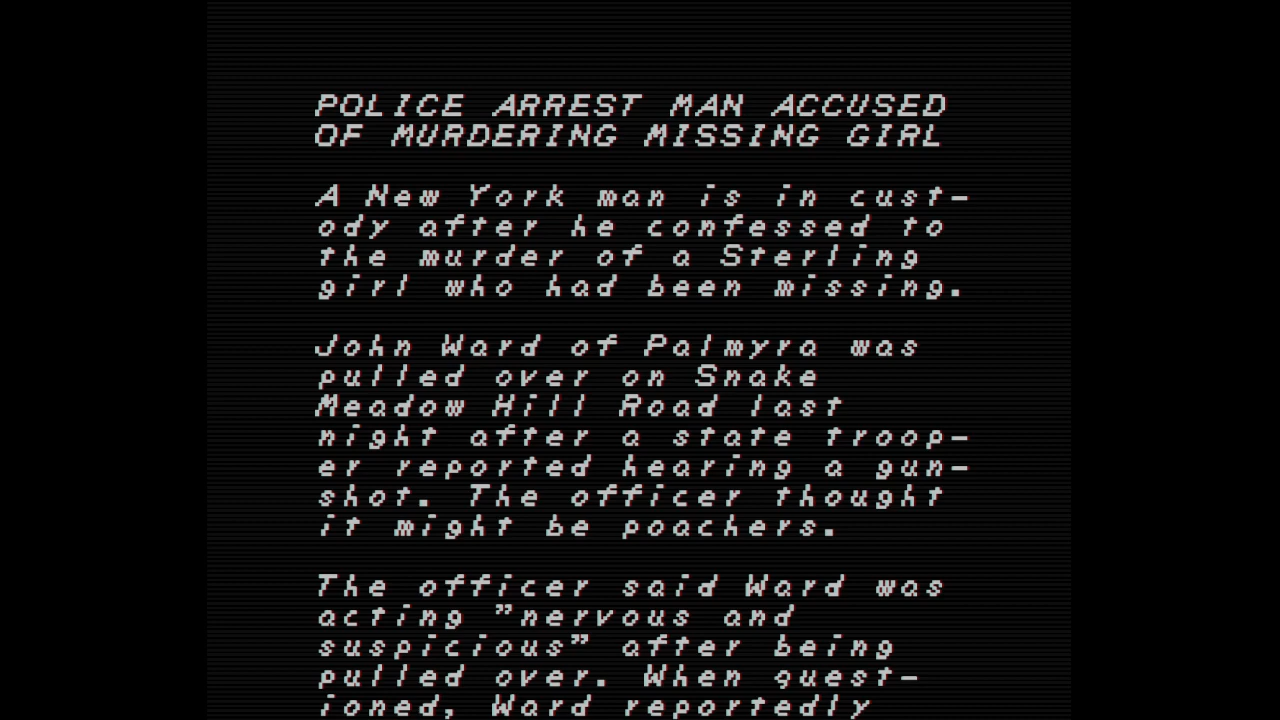 POLICE ARREST MAN ACCUSED
OF MURDERING MISSING GIRL
A New York man is in cust-
ody after he confessed to
the murder of a Sterling
girl who had been missing.
John Ward of Palmyra was
pulled over on Snake
Meadow Hill Road last
night after a state troop-
er reported hearing a gun-
shot. The officer thought
it might be poachers.
The officer said Ward was
acting "nervous and
suspicious" after being
pulled over. When quest-
ioned, Ward reportedly